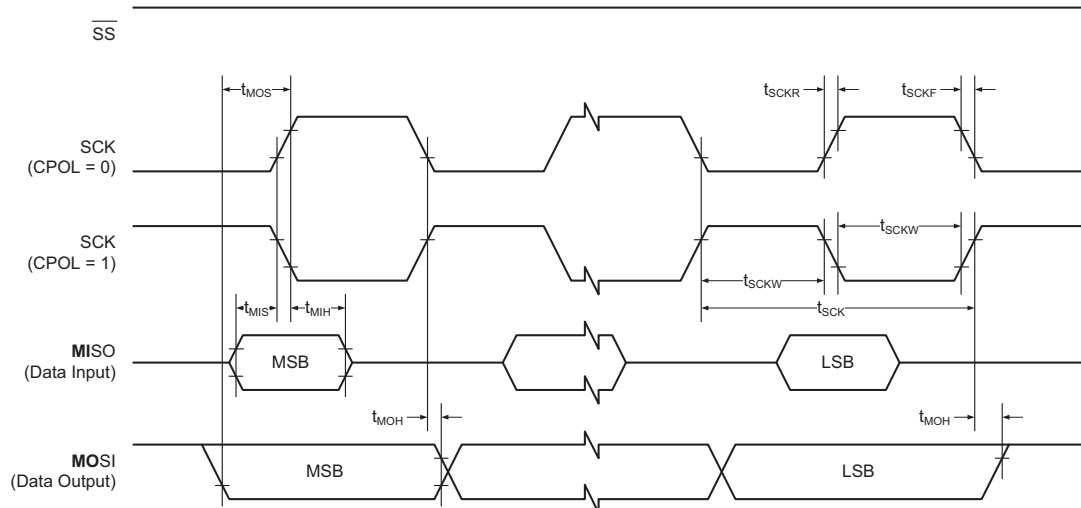 SS
tMOS
tSCKR
tSCKF
SCK
(CPOL = 0)
SCK
(CPOL = 1)
tSCKW
tSCKW
tMIS
tMIH
tSCK
MISO
(Data Input)
MSB
LSB
tMOH
tMOH
MOSI
(Data Output)
MSB
LSB